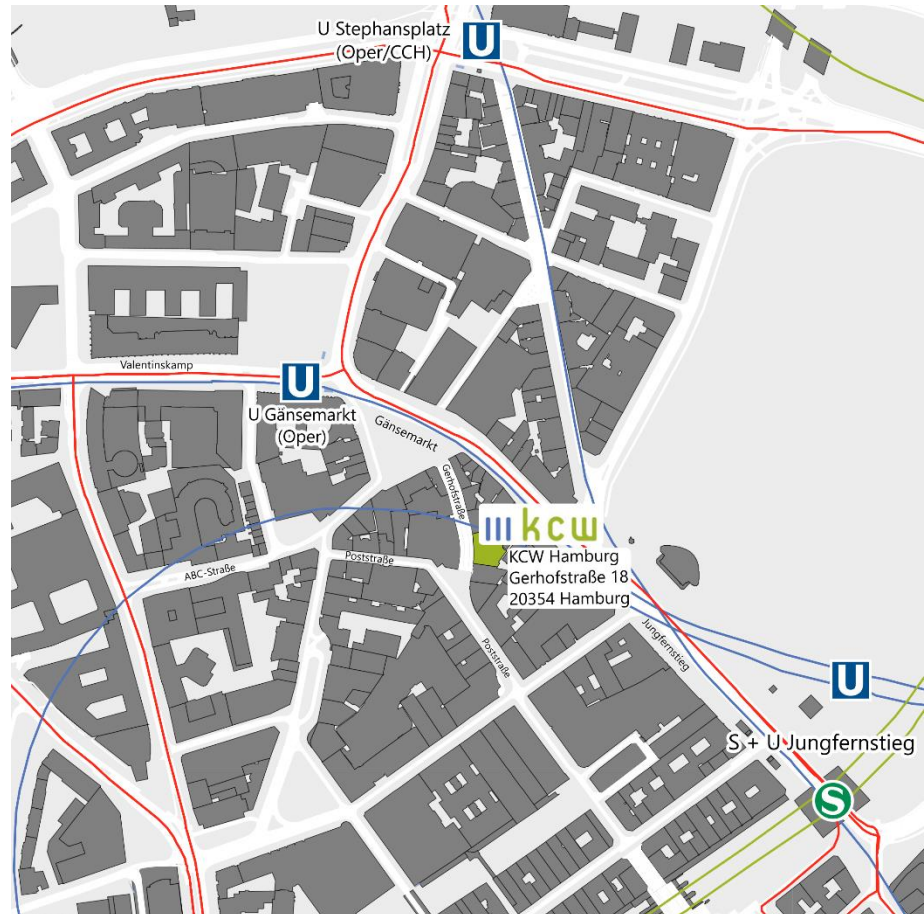 U Stephansplatz
(Oper/CCH)
U
Valentinskamp
U
U Gänsemarkt
(Oper)
Gänsemarkt
Gerhofstraße
kcw
KCW Hamburg
Gerhofstraße 18
20354 Hamburg
Poststraße
ABC-Straße
Poststraße
Jungfernstieg
U
S + U Jungfernstieg
S